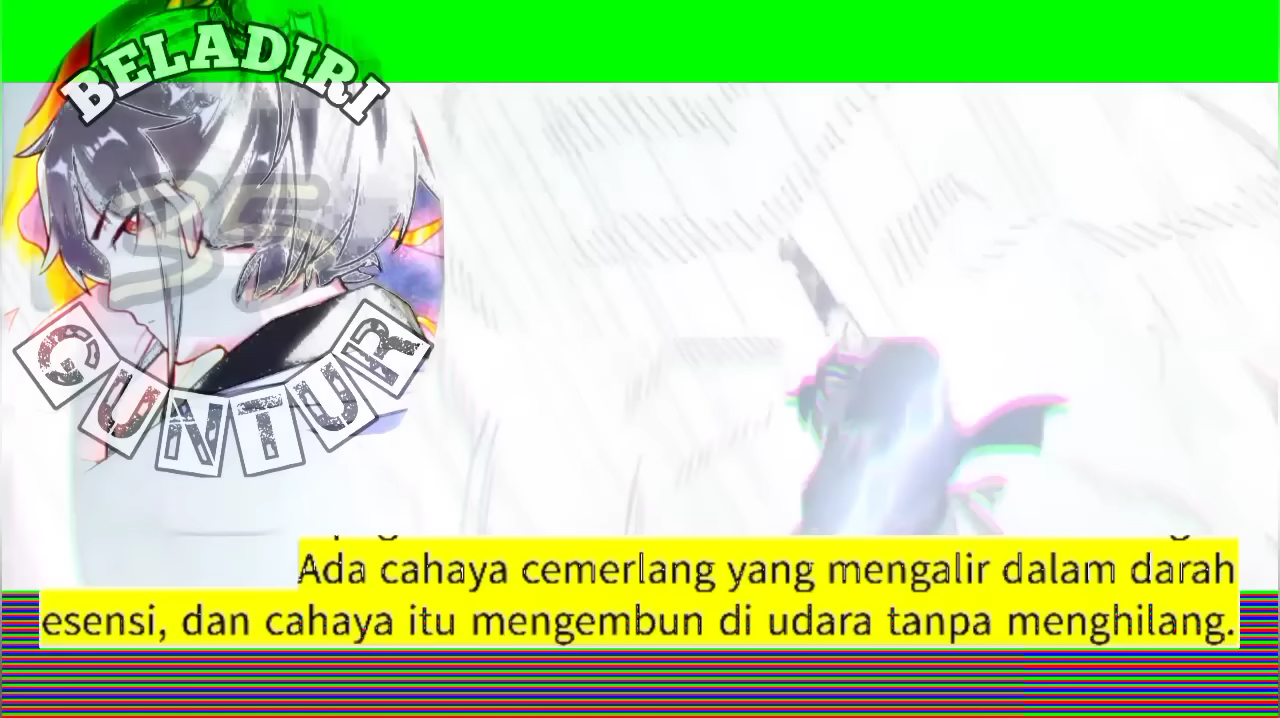 BELADIRI
GUNTUR
Ada cahaya cemerlang yang mengalir dalam darah
esensi, dan cahaya itu mengembun di udara tanpa menghilang.